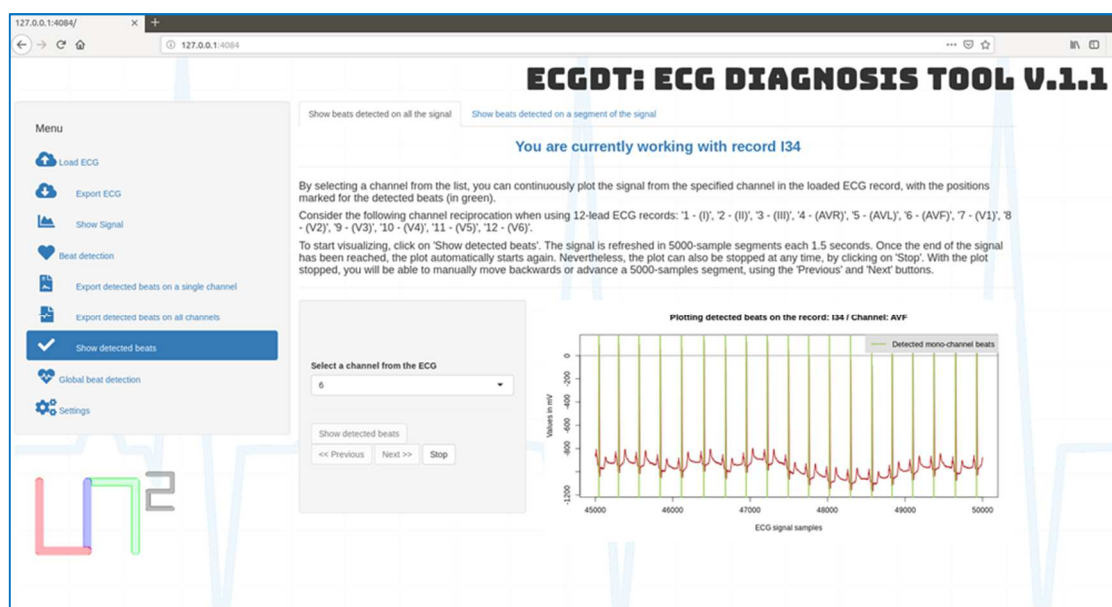 127.0.0.1:4084/
127.0.0.1:4084
ECGDT: ECG DIAGNOSIS TOOL V.1.1
Menu
Load ECG
Export ECG
Show Signal
Beat detection
Export detected beats on a single channel
Export detected beats on all channels
Show detected beats
Global beat detection
Settings
Show beats detected on all the signal
Show beats detected on a segment of the signal
You are currently working with record I34
By selecting a channel from the list, you can continuously plot the signal from the specified channel in the loaded ECG record, with the positions
marked for the detected beats (in green).
Consider the following channel reciprocation when using 12-lead ECG records: '1 - (I)', '2 - (II)', '3 - (III)', '4 - (AVR)', '5 - (AVL)', '6 - (AVF)', '7 - (V1)', '8
- (V2)', '9 - (V3)', '10 - (V4)', '11 - (V5)', '12 - (V6)'.
To start visualizing, click on 'Show detected beats'. The signal is refreshed in 5000-sample segments each 1.5 seconds. Once the end of the signal
has been reached, the plot automatically starts again. Nevertheless, the plot can also be stopped at any time, by clicking on 'Stop'. With the plot
stopped, you will be able to manually move backwards or advance a 5000-samples segment, using the 'Previous' and 'Next' buttons.
Select a channel from the ECG
6
Show detected beats
<< Previous
Next >>
Stop
Plotting detected beats on the record: I34 / Channel: AVF
Detected mono-channel beats
Values in mV
0
-200
-400
-600
-800
-1200
45000
46000
47000
48000
49000
50000
ECG signal samples
2